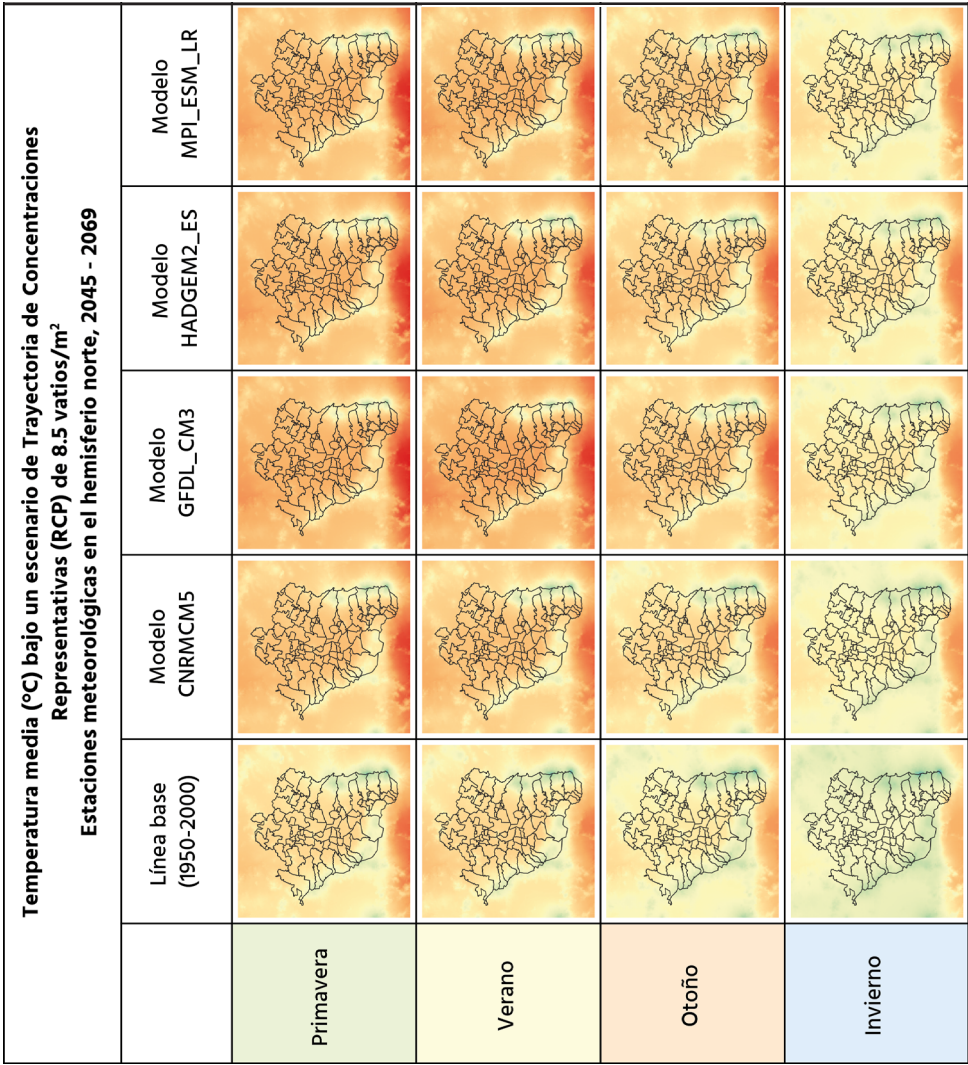 Temperatura media (°C) bajo un escenario de Trayectoria de Concentraciones
Representativas (RCP) de 8.5 vatios/m²
Estaciones meteorológicas en el hemisferio norte, 2045 - 2069
Línea base
(1950-2000)
Modelo
CNRMCM5
Modelo
GFDL_CM3
Modelo
HADGEM2_ES
Modelo
MPI_ESM_LR
Primavera
Verano
Otoño
Invierno